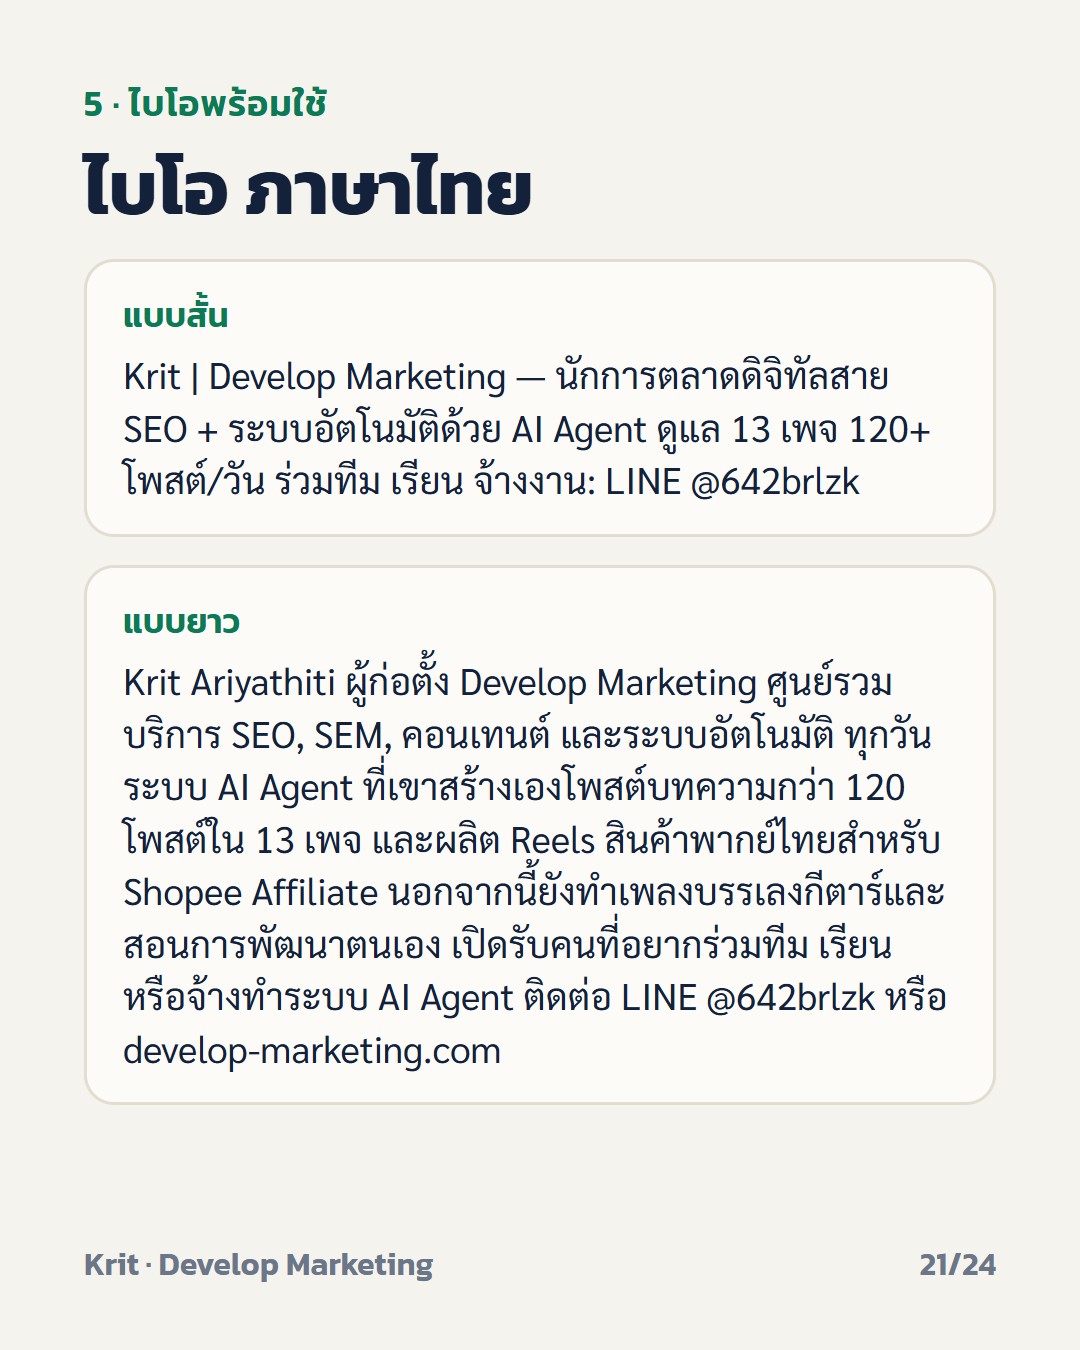 5 · ไบโอพร้อมใช้
ไบโอ ภาษาไทย
แบบสั้น
Krit | Develop Marketing — นักการตลาดดิจิทัลสาย
SEO + ระบบอัตโนมัติด้วย AI Agent ดูแล 13 เพจ 120+
โพสต์/วัน ร่วมทีม เรียน จ้างงาน: LINE @642brlzk
แบบยาว
Krit Ariyathiti ผู้ก่อตั้ง Develop Marketing ศูนย์รวม
บริการ SEO, SEM, คอนเทนต์ และระบบอัตโนมัติ ทุกวัน
ระบบ AI Agent ที่เขาสร้างเองโพสต์บทความกว่า 120
โพสต์ใน 13 เพจ และผลิต Reels สินค้าพากย์ไทยสำหรับ
Shopee Affiliate นอกจากนี้ยังทำเพลงบรรเลงกีตาร์และ
สอนการพัฒนาตนเอง เปิดรับคนที่อยากร่วมทีม เรียน
หรือจ้างทำระบบ AI Agent ติดต่อ LINE @642brlzk หรือ
develop-marketing.com
Krit · Develop Marketing
21/24